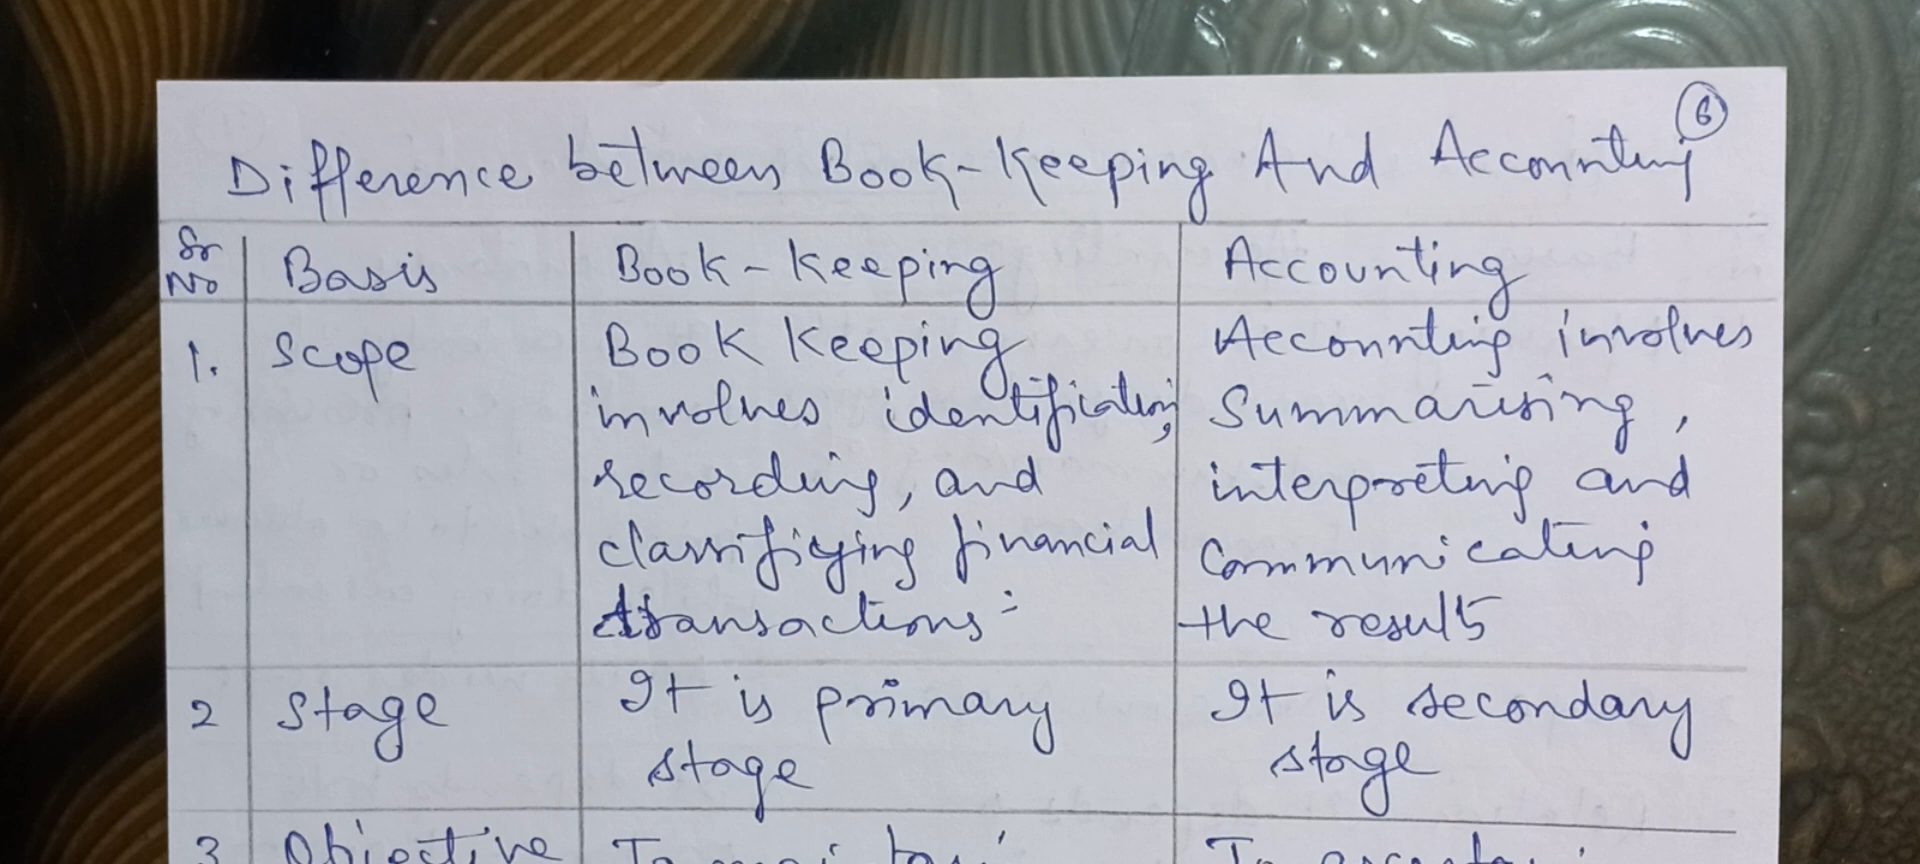 6
Difference between Book-Keeping And Accounting
Sr No Basis Book-Keeping Accounting
1. Scope Book Keeping Accounting involves
involves identification, Summarising,
recording, and interpreting and
classifiying financial Communicating
transactions the results
2 Stage It is primary It is secondary
stage stage
3 Objective To